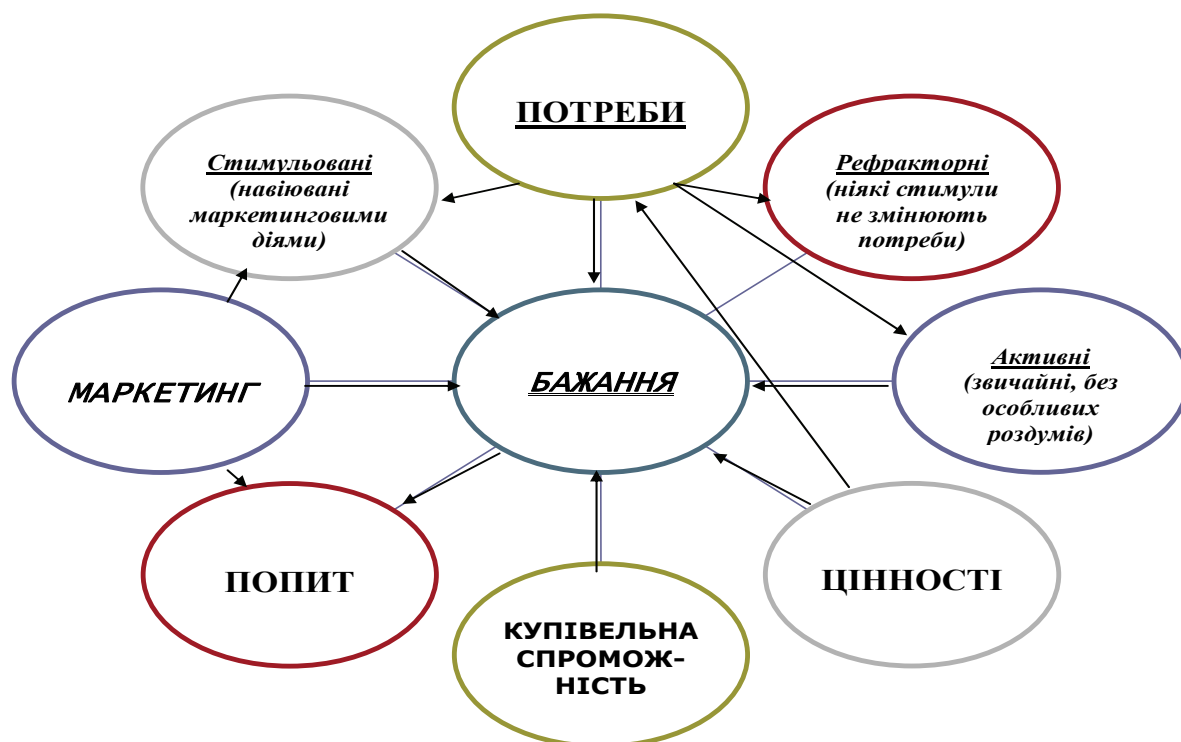 ПОТРЕБИ
Стимульовані
(навіювані
маркетинговими
діями)
Рефракторні
(ніякі стимули
не змінюють
потреби)
МАРКЕТИНГ
БАЖАННЯ
Активні
(звичайні, без
особливих
роздумів)
ПОПИТ
КУПІВЕЛЬНА
СПРОМОЖ-
НІСТЬ
ЦІННОСТІ